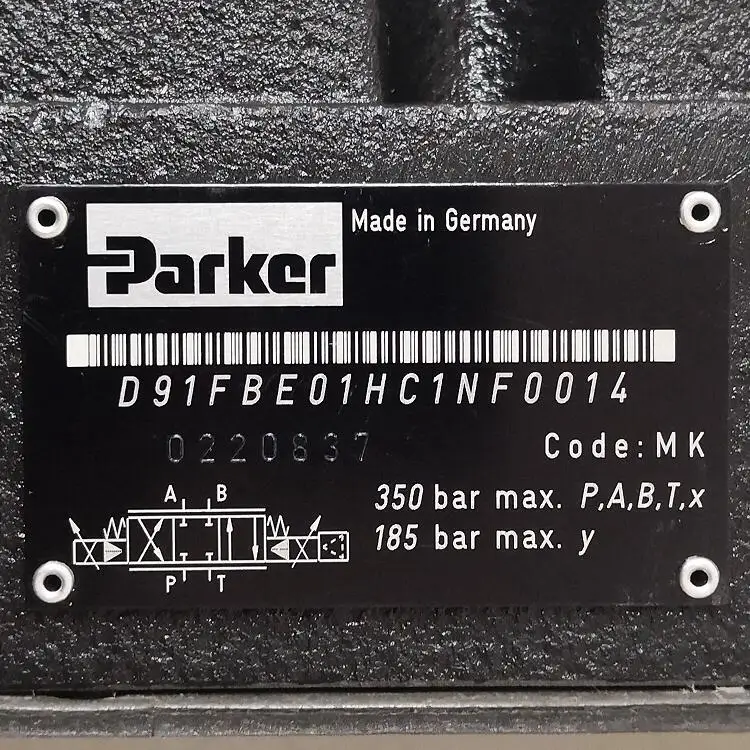 Parker
Made in Germany
D91FBE01HC1NF0014
0220837
Code: MK
A B
P T
350 bar max. P,A,B,T,x
185 bar max. y